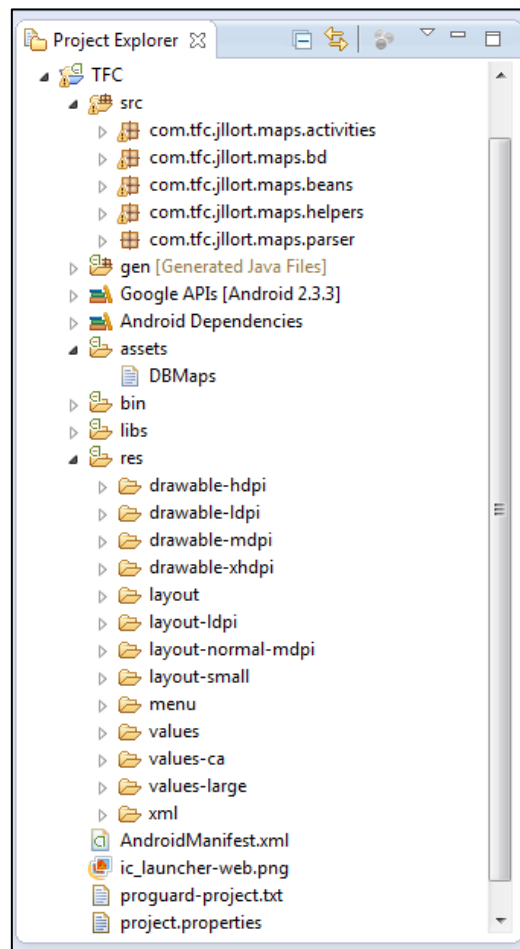 Project Explorer
TFC
src
com.tfc.jllort.maps.activities
com.tfc.jllort.maps.bd
com.tfc.jllort.maps.beans
com.tfc.jllort.maps.helpers
com.tfc.jllort.maps.parser
gen [Generated Java Files]
Google APIs [Android 2.3.3]
Android Dependencies
assets
DBMaps
bin
libs
res
drawable-hdpi
drawable-ldpi
drawable-mdpi
drawable-xhdpi
layout
layout-ldpi
layout-normal-mdpi
layout-small
menu
values
values-ca
values-large
xml
AndroidManifest.xml
ic_launcher-web.png
proguard-project.txt
project.properties